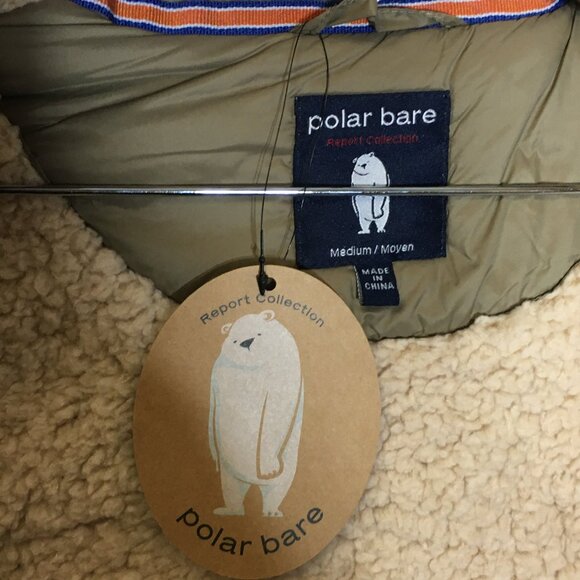 polar bare
Report Collection
Medium / Moyen
MADE
IN
CHINA
Report Collection
polar bare